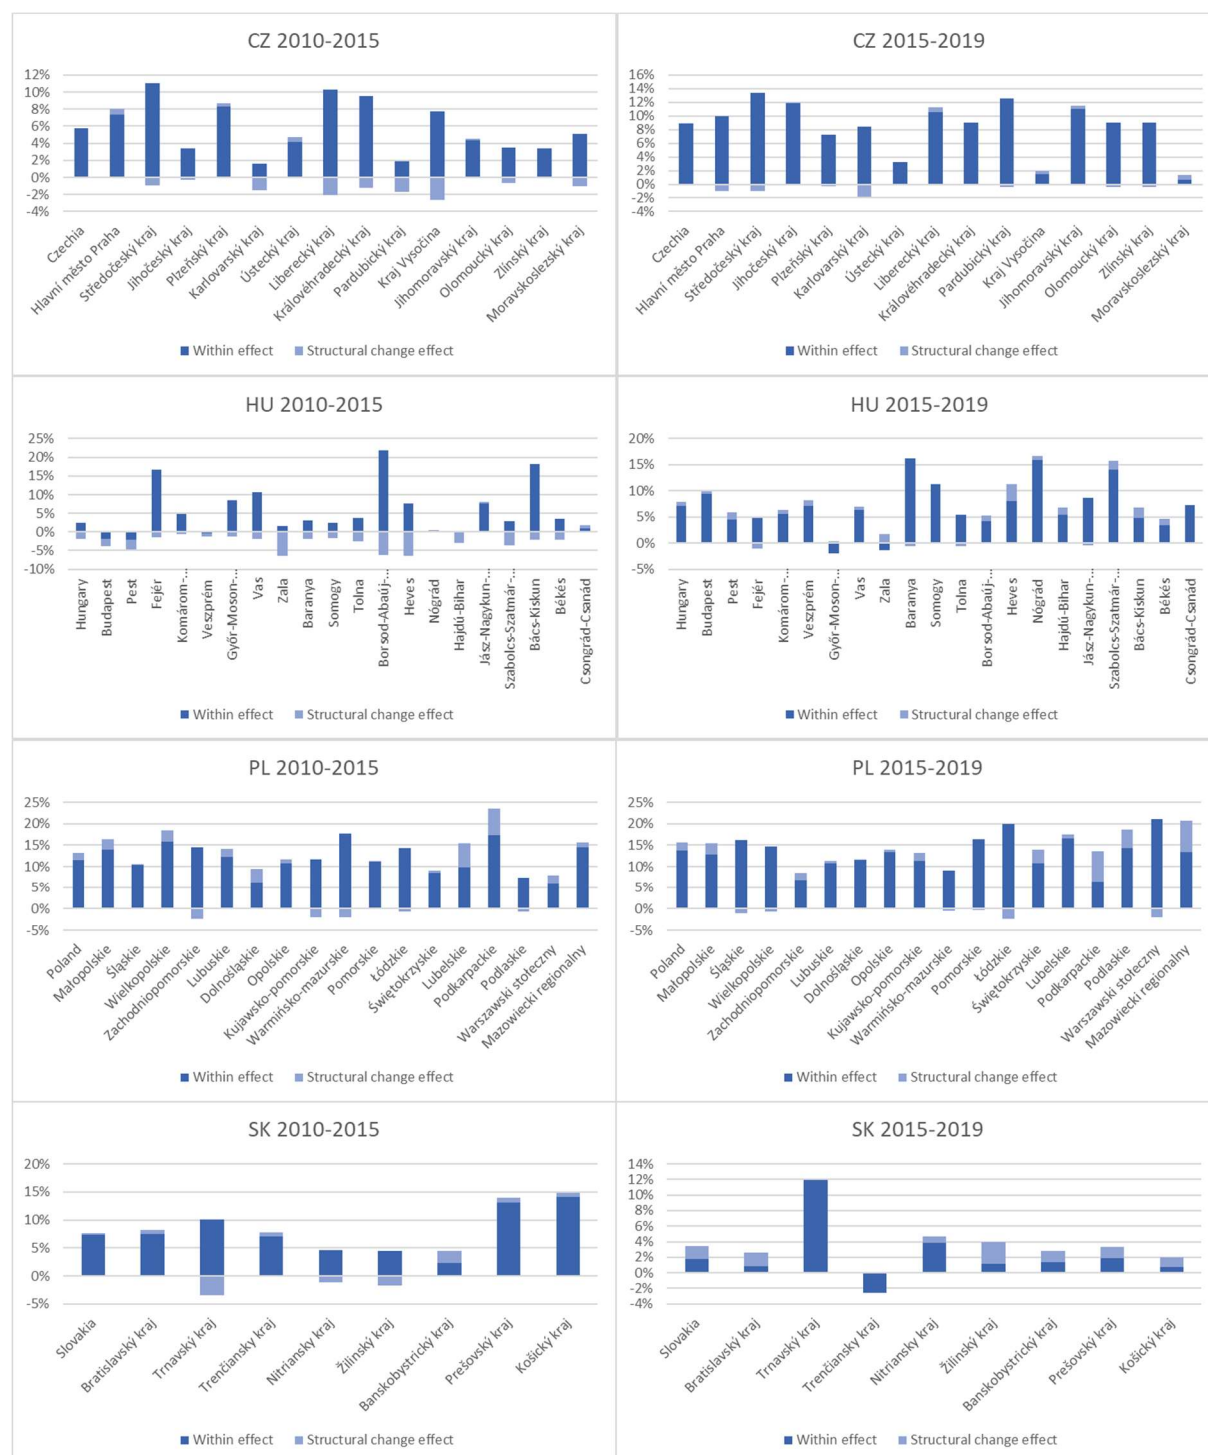 CZ 2010-2015
12%
10%
8%
6%
4%
2%
0%
-2%
-4%
Czechia
Hlavní město Praha
Středočeský kraj
Jihočeský kraj
Plzeňský kraj
Karlovarský kraj
Ústecký kraj
Liberecký kraj
Královéhradecký kraj
Pardubický kraj
Kraj Vysočina
Jihomoravský kraj
Olomoucký kraj
Zlínský kraj
Moravskoslezský kraj
Within effect Structural change effect
CZ 2015-2019
16%
14%
12%
10%
8%
6%
4%
2%
0%
-2%
-4%
Czechia
Hlavní město Praha
Středočeský kraj
Jihočeský kraj
Plzeňský kraj
Karlovarský kraj
Ústecký kraj
Liberecký kraj
Královéhradecký kraj
Pardubický kraj
Kraj Vysočina
Jihomoravský kraj
Olomoucký kraj
Zlínský kraj
Moravskoslezský kraj
Within effect Structural change effect
HU 2010-2015
25%
20%
15%
10%
5%
0%
-5%
-10%
Hungary
Budapest
Pest
Fejér
Komárom-...
Veszprém
Győr-Moson-...
Vas
Zala
Baranya
Somogy
Tolna
Borsod-Abaúj-...
Heves
Nógrád
Hajdú-Bihar
Jász-Nagykun-...
Szabolcs-Szatmár-...
Bács-Kiskun
Békés
Csongrád-Csanád
Within effect Structural change effect
HU 2015-2019
20%
15%
10%
5%
0%
-5%
Hungary
Budapest
Pest
Fejér
Komárom-...
Veszprém
Győr-Moson-...
Vas
Zala
Baranya
Somogy
Tolna
Borsod-Abaúj-...
Heves
Nógrád
Hajdú-Bihar
Jász-Nagykun-...
Szabolcs-Szatmár-...
Bács-Kiskun
Békés
Csongrád-Csanád
Within effect Structural change effect
PL 2010-2015
25%
20%
15%
10%
5%
0%
-5%
Poland
Małopolskie
Śląskie
Wielkopolskie
Zachodniopomorskie
Lubuskie
Dolnośląskie
Opolskie
Kujawsko-pomorskie
Warmińsko-mazurskie
Pomorskie
Łódzkie
Świętokrzyskie
Lubelskie
Podkarpackie
Podlaskie
Warszawski stołeczny
Mazowiecki regionalny
Within effect Structural change effect
PL 2015-2019
25%
20%
15%
10%
5%
0%
-5%
Poland
Małopolskie
Śląskie
Wielkopolskie
Zachodniopomorskie
Lubuskie
Dolnośląskie
Opolskie
Kujawsko-pomorskie
Warmińsko-mazurskie
Pomorskie
Łódzkie
Świętokrzyskie
Lubelskie
Podkarpackie
Podlaskie
Warszawski stołeczny
Mazowiecki regionalny
Within effect Structural change effect
SK 2010-2015
20%
15%
10%
5%
0%
-5%
Slovakia
Bratislavský kraj
Trnavský kraj
Trenčiansky kraj
Nitriansky kraj
Žilinský kraj
Banskobystrický kraj
Prešovský kraj
Košický kraj
Within effect Structural change effect
SK 2015-2019
14%
12%
10%
8%
6%
4%
2%
0%
-2%
-4%
Slovakia
Bratislavský kraj
Trnavský kraj
Trenčiansky kraj
Nitriansky kraj
Žilinský kraj
Banskobystrický kraj
Prešovský kraj
Košický kraj
Within effect Structural change effect